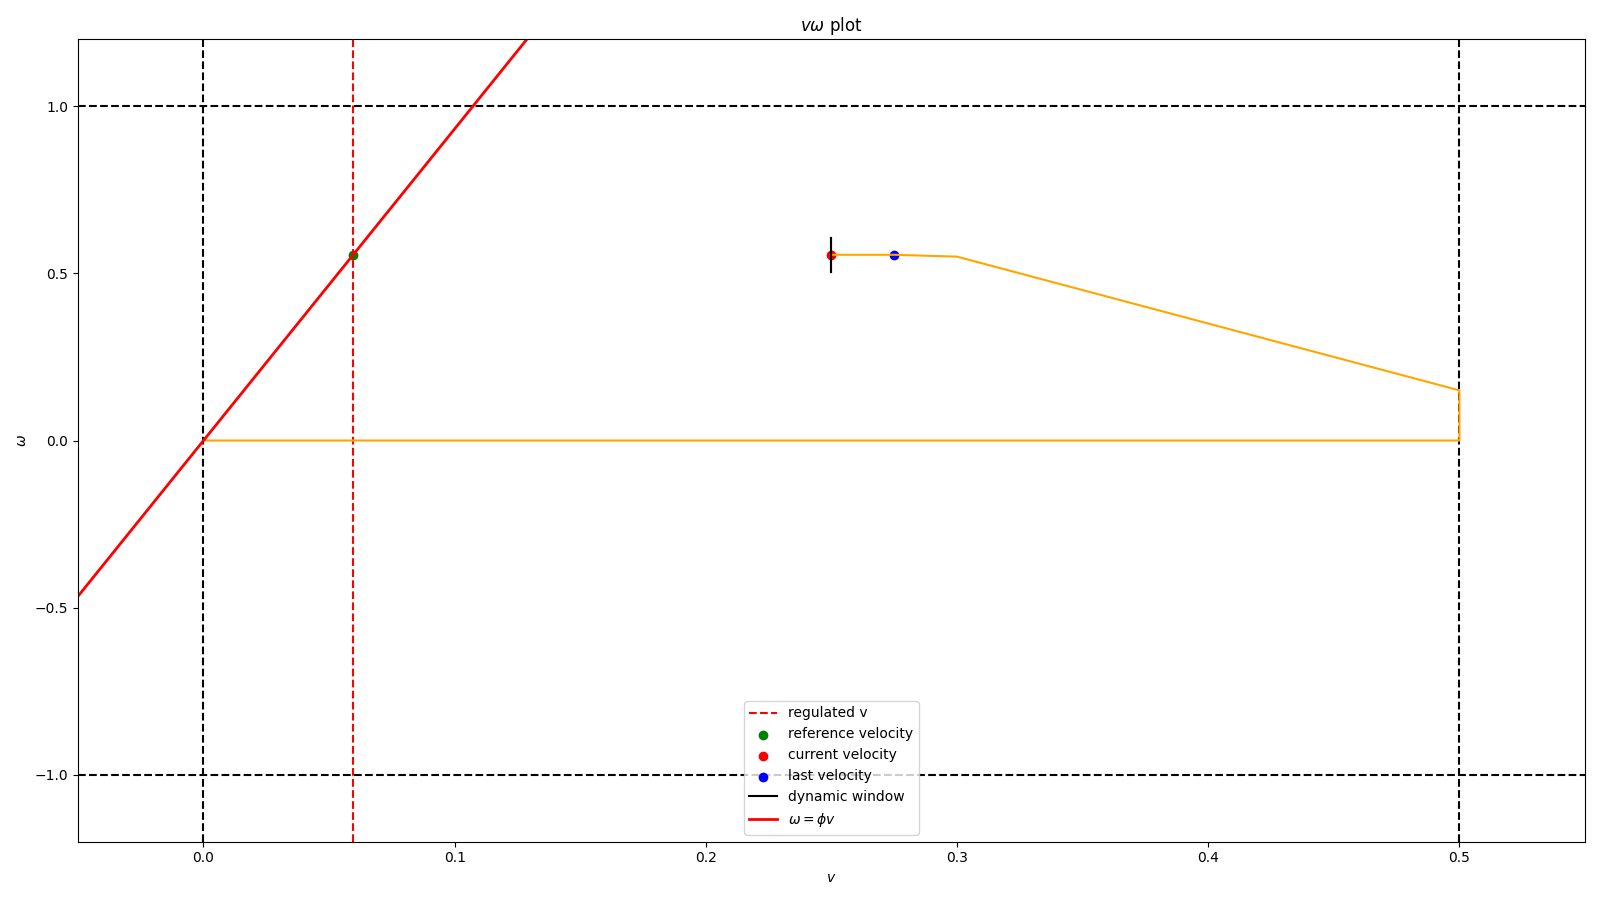 vω plot
1.0
0.5
0.0
−0.5
−1.0
ω
0.0 0.1 0.2 0.3 0.4 0.5
v
regulated v
reference velocity
current velocity
last velocity
dynamic window
ω = ϕv